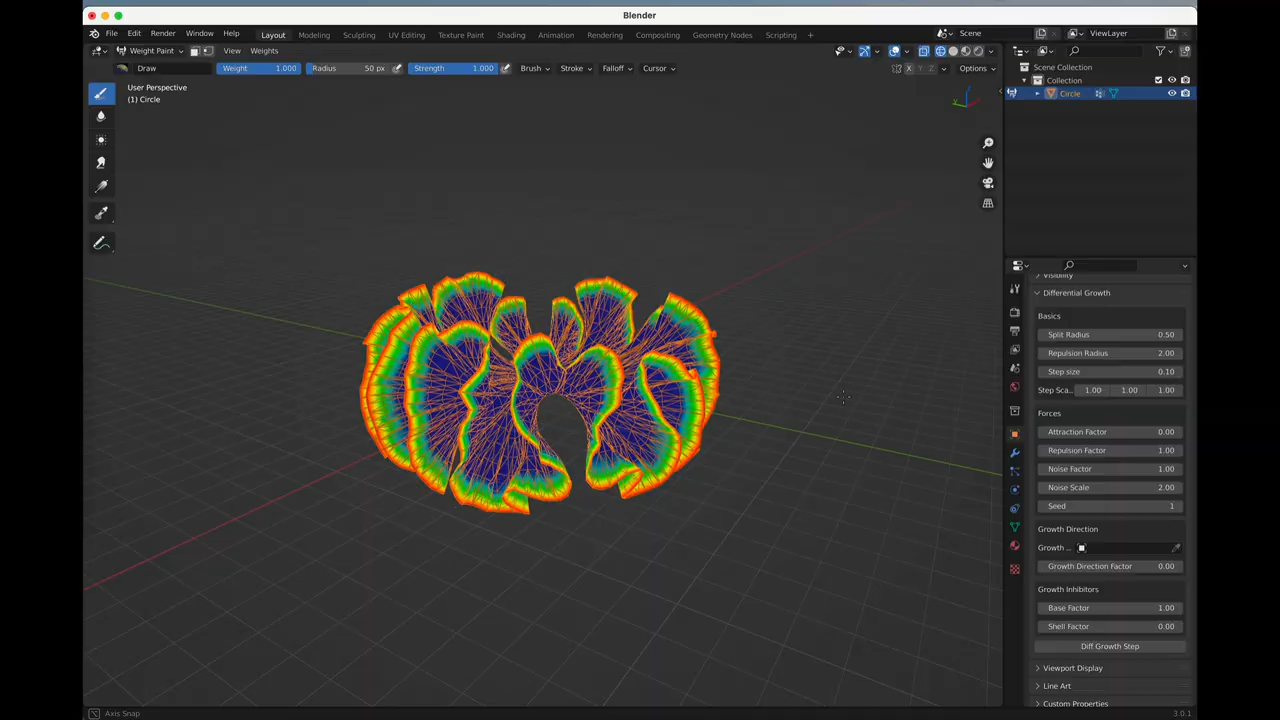 Blender
File Edit Render Window Help Layout Modeling Sculpting UV Editing Texture Paint Shading Animation Rendering Compositing Geometry Nodes Scripting + Scene ViewLayer
Weight Paint View Weights
Draw Weight 1.000 Radius 50 px Strength 1.000 Brush Stroke Falloff Cursor X Y Z Options
User Perspective
(1) Circle
Scene Collection
Collection
Circle
Visibility
Differential Growth
Basics
Split Radius 0.50
Repulsion Radius 2.00
Step size 0.10
Step Sca... 1.00 1.00 1.00
Forces
Attraction Factor 0.00
Repulsion Factor 1.00
Noise Factor 1.00
Noise Scale 2.00
Seed 1
Growth Direction
Growth ...
Growth Direction Factor 0.00
Growth Inhibitors
Base Factor 1.00
Shell Factor 0.00
Diff Growth Step
Viewport Display
Line Art
Custom Properties
Axis Snap 3.0.1